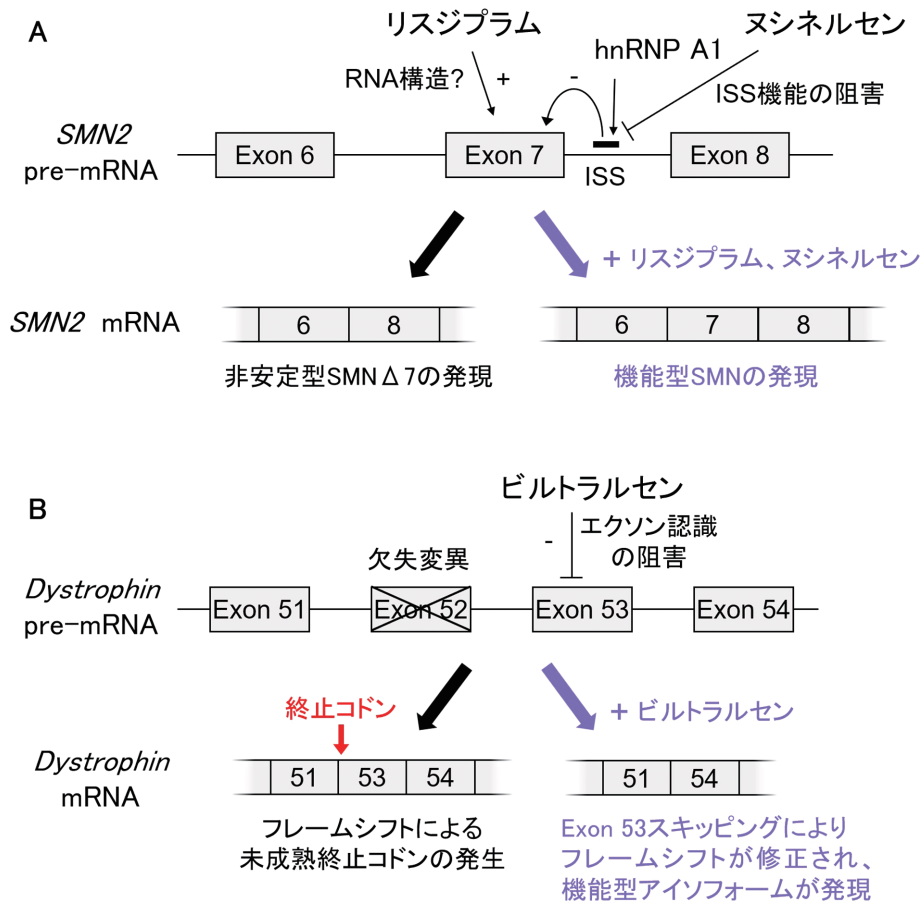 A
リスジプラム
ヌシネルセン
hnRNP A1
RNA構造?
+
-
ISS機能の阻害
SMN2
pre-mRNA
Exon 6
Exon 7
ISS
Exon 8
+ リスジプラム、ヌシネルセン
SMN2 mRNA
6 8
6 7 8
非安定型SMNΔ7の発現
機能型SMNの発現
B
ビルトラルセン
-
エクソン認識
の阻害
欠失変異
Dystrophin
pre-mRNA
Exon 51
Exon 52
Exon 53
Exon 54
終止コドン
+ ビルトラルセン
Dystrophin
mRNA
51 53 54
51 54
フレームシフトによる
未成熟終止コドンの発生
Exon 53スキッピングにより
フレームシフトが修正され、
機能型アイソフォームが発現